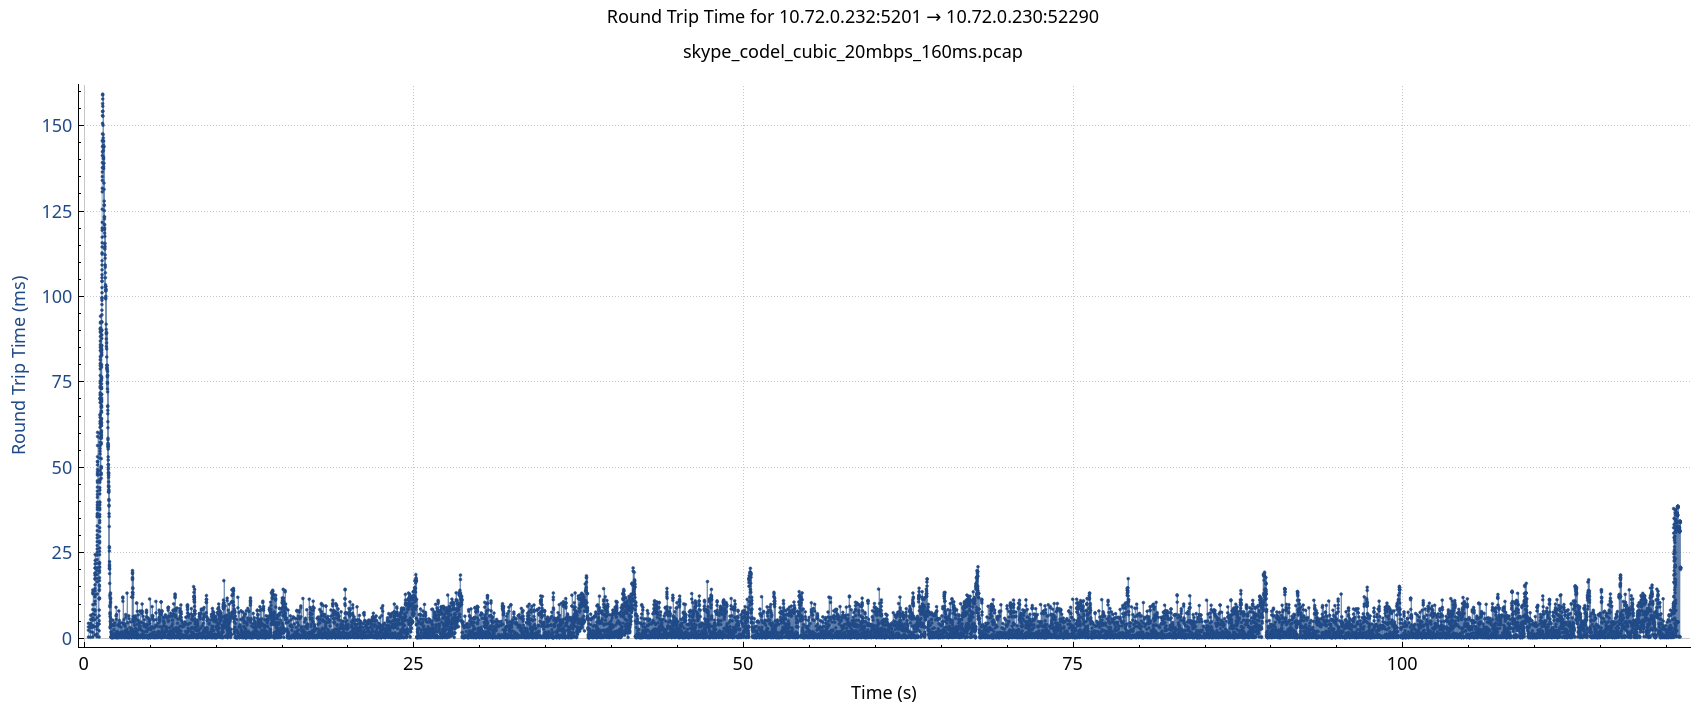 Round Trip Time for 10.72.0.232:5201 → 10.72.0.230:52290
skype_codel_cubic_20mbps_160ms.pcap
Round Trip Time (ms)
150
125
100
75
50
25
0
0 25 50 75 100
Time (s)